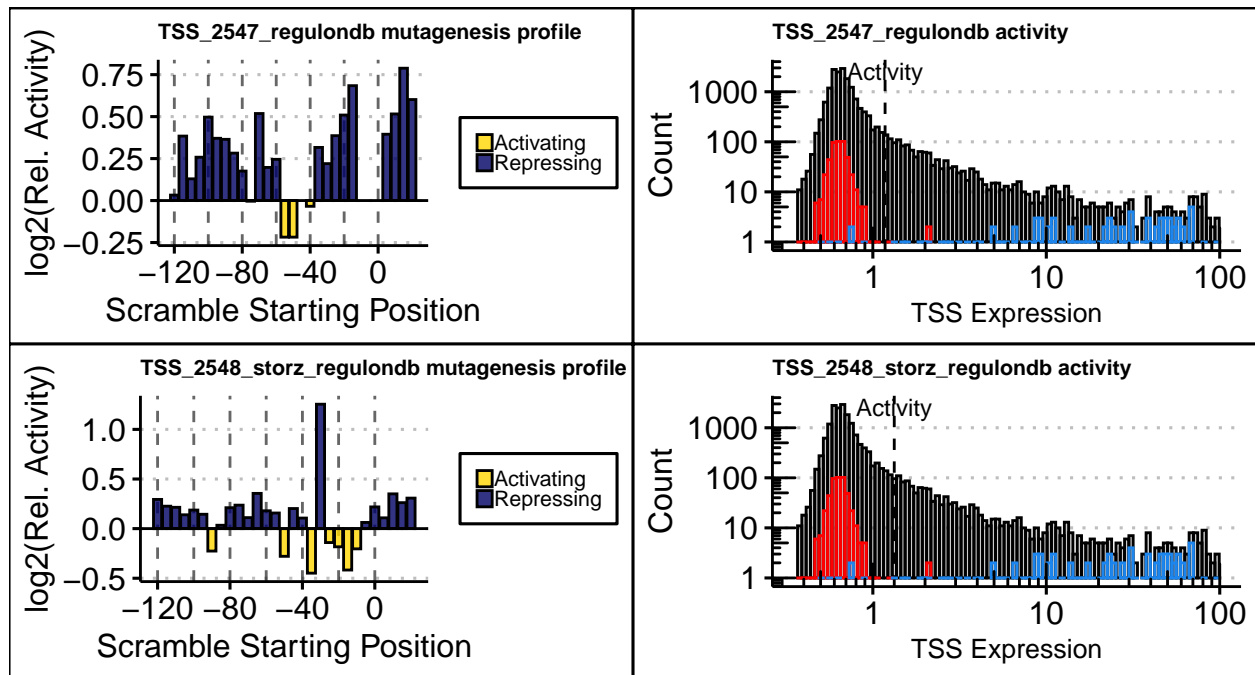 TSS_2547_regulondb mutagenesis profile
log2(Rel. Activity)
0.75
0.50
0.25
0.00
−0.25
−120
−80
−40
0
Scramble Starting Position
Activating
Repressing
TSS_2547_regulondb activity
Activity
Count
1000
100
10
1
1
10
100
TSS Expression
TSS_2548_storz_regulondb mutagenesis profile
log2(Rel. Activity)
1.0
0.5
0.0
−0.5
−120
−80
−40
0
Scramble Starting Position
Activating
Repressing
TSS_2548_storz_regulondb activity
Activity
Count
1000
100
10
1
1
10
100
TSS Expression